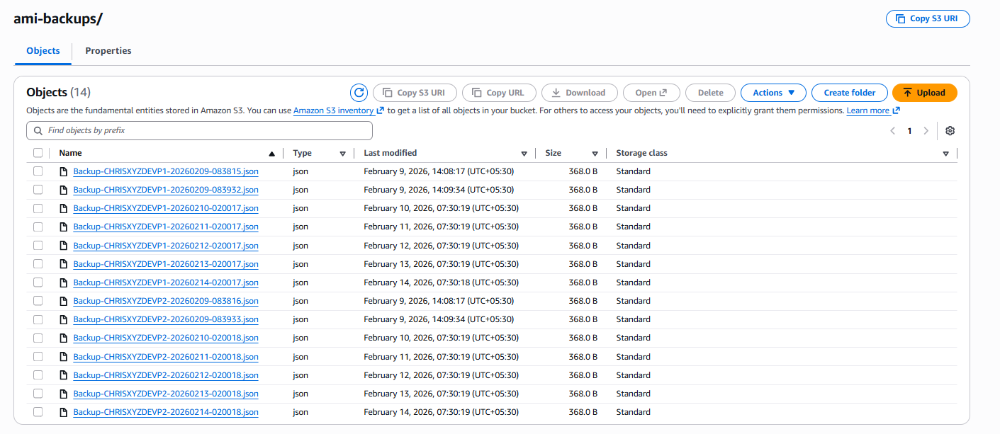 ami-backups/
Copy S3 URI
Objects Properties
Objects (14)
Copy S3 URI Copy URL Download Open Delete Actions Create folder Upload
Objects are the fundamental entities stored in Amazon S3. You can use Amazon S3 inventory to get a list of all objects in your bucket. For others to access your objects, you'll need to explicitly grant them permissions. Learn more
Find objects by prefix
1
Name Type Last modified Size Storage class
Backup-CHRISXYZDEVP1-20260209-083815.json json February 9, 2026, 14:08:17 (UTC+05:30) 368.0 B Standard
Backup-CHRISXYZDEVP1-20260209-083932.json json February 9, 2026, 14:09:34 (UTC+05:30) 368.0 B Standard
Backup-CHRISXYZDEVP1-20260210-020017.json json February 10, 2026, 07:30:19 (UTC+05:30) 368.0 B Standard
Backup-CHRISXYZDEVP1-20260211-020017.json json February 11, 2026, 07:30:19 (UTC+05:30) 368.0 B Standard
Backup-CHRISXYZDEVP1-20260212-020017.json json February 12, 2026, 07:30:19 (UTC+05:30) 368.0 B Standard
Backup-CHRISXYZDEVP1-20260213-020017.json json February 13, 2026, 07:30:19 (UTC+05:30) 368.0 B Standard
Backup-CHRISXYZDEVP1-20260214-020017.json json February 14, 2026, 07:30:18 (UTC+05:30) 368.0 B Standard
Backup-CHRISXYZDEVP2-20260209-083816.json json February 9, 2026, 14:08:17 (UTC+05:30) 368.0 B Standard
Backup-CHRISXYZDEVP2-20260209-083933.json json February 9, 2026, 14:09:34 (UTC+05:30) 368.0 B Standard
Backup-CHRISXYZDEVP2-20260210-020018.json json February 10, 2026, 07:30:19 (UTC+05:30) 368.0 B Standard
Backup-CHRISXYZDEVP2-20260211-020018.json json February 11, 2026, 07:30:19 (UTC+05:30) 368.0 B Standard
Backup-CHRISXYZDEVP2-20260212-020018.json json February 12, 2026, 07:30:19 (UTC+05:30) 368.0 B Standard
Backup-CHRISXYZDEVP2-20260213-020018.json json February 13, 2026, 07:30:19 (UTC+05:30) 368.0 B Standard
Backup-CHRISXYZDEVP2-20260214-020018.json json February 14, 2026, 07:30:19 (UTC+05:30) 368.0 B Standard